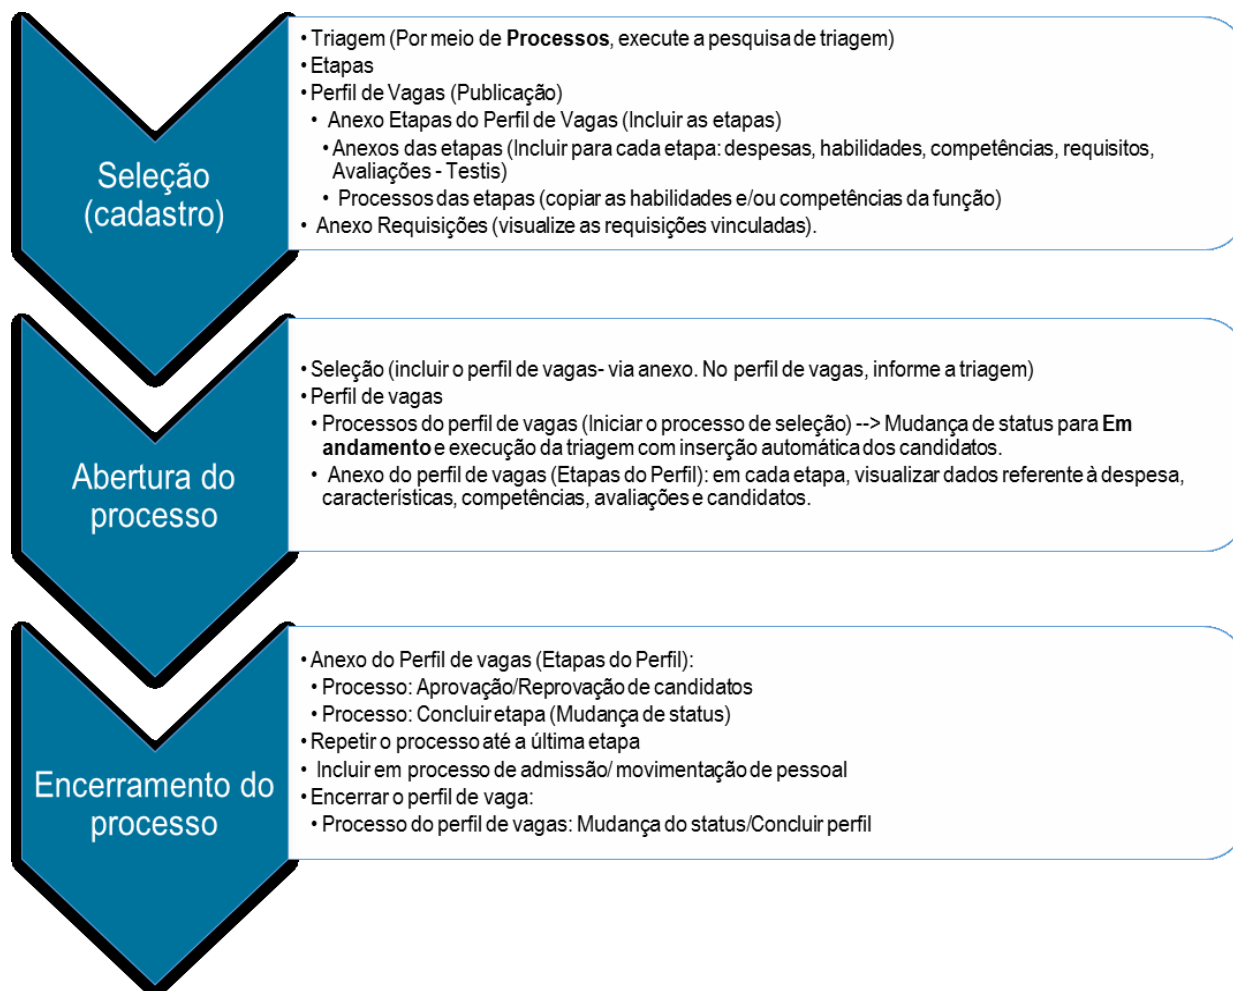 Seleção
(cadastro)
• Triagem (Por meio de Processos, execute a pesquisa de triagem)
• Etapas
• Perfil de Vagas (Publicação)
• Anexo Etapas do Perfil de Vagas (Incluir as etapas)
• Anexos das etapas (Incluir para cada etapa: despesas, habilidades, competências, requisitos,
Avaliações - Testis)
• Processos das etapas (copiar as habilidades e/ou competências da função)
• Anexo Requisições (visualize as requisições vinculadas).
Abertura do
processo
• Seleção (incluir o perfil de vagas- via anexo. No perfil de vagas, informe a triagem)
• Perfil de vagas
• Processos do perfil de vagas (Iniciar o processo de seleção) --> Mudança de status para Em
andamento e execução da triagem com inserção automática dos candidatos.
• Anexo do perfil de vagas (Etapas do Perfil): em cada etapa, visualizar dados referente à despesa,
características, competências, avaliações e candidatos.
Encerramento do
processo
• Anexo do Perfil de vagas (Etapas do Perfil):
• Processo: Aprovação/Reprovação de candidatos
• Processo: Concluir etapa (Mudança de status)
• Repetir o processo até a última etapa
• Incluir em processo de admissão/ movimentação de pessoal
• Encerrar o perfil de vaga:
• Processo do perfil de vagas: Mudança do status/Concluir perfil